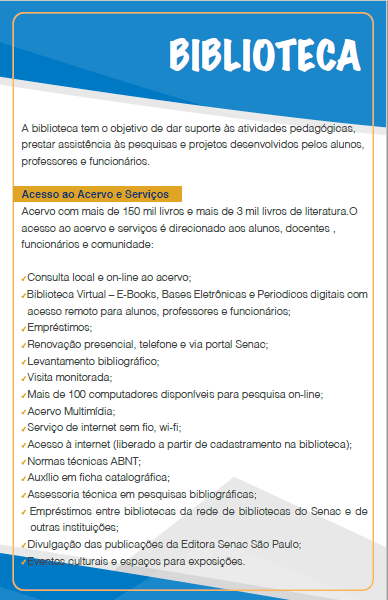 BIBLIOTECA
A biblioteca tem o objetivo de dar suporte às atividades pedagógicas,
prestar assistência às pesquisas e projetos desenvolvidos pelos alunos,
professores e funcionários.
Acesso ao Acervo e Serviços
Acervo com mais de 150 mil livros e mais de 3 mil livros de literatura.O
acesso ao acervo e serviços é direcionado aos alunos, docentes ,
funcionários e comunidade:
✓Consulta local e on-line ao acervo;
✓Biblioteca Virtual – E-Books, Bases Eletrônicas e Periodicos digitais com
acesso remoto para alunos, professores e funcionários;
✓Empréstimos;
✓Renovação presencial, telefone e via portal Senac;
✓Levantamento bibliográfico;
✓Visita monitorada;
✓Mais de 100 computadores disponíveis para pesquisa on-line;
✓Acervo Multimídia;
✓Serviço de internet sem fio, wi-fi;
✓Acesso à internet (liberado a partir de cadastramento na biblioteca);
✓Normas técnicas ABNT;
✓Auxílio em ficha catalográfica;
✓Assessoria técnica em pesquisas bibliográficas;
✓Empréstimos entre bibliotecas da rede de bibliotecas do Senac e de
outras instituições;
✓Divulgação das publicações da Editora Senac São Paulo;
✓Eventos culturais e espaços para exposições.